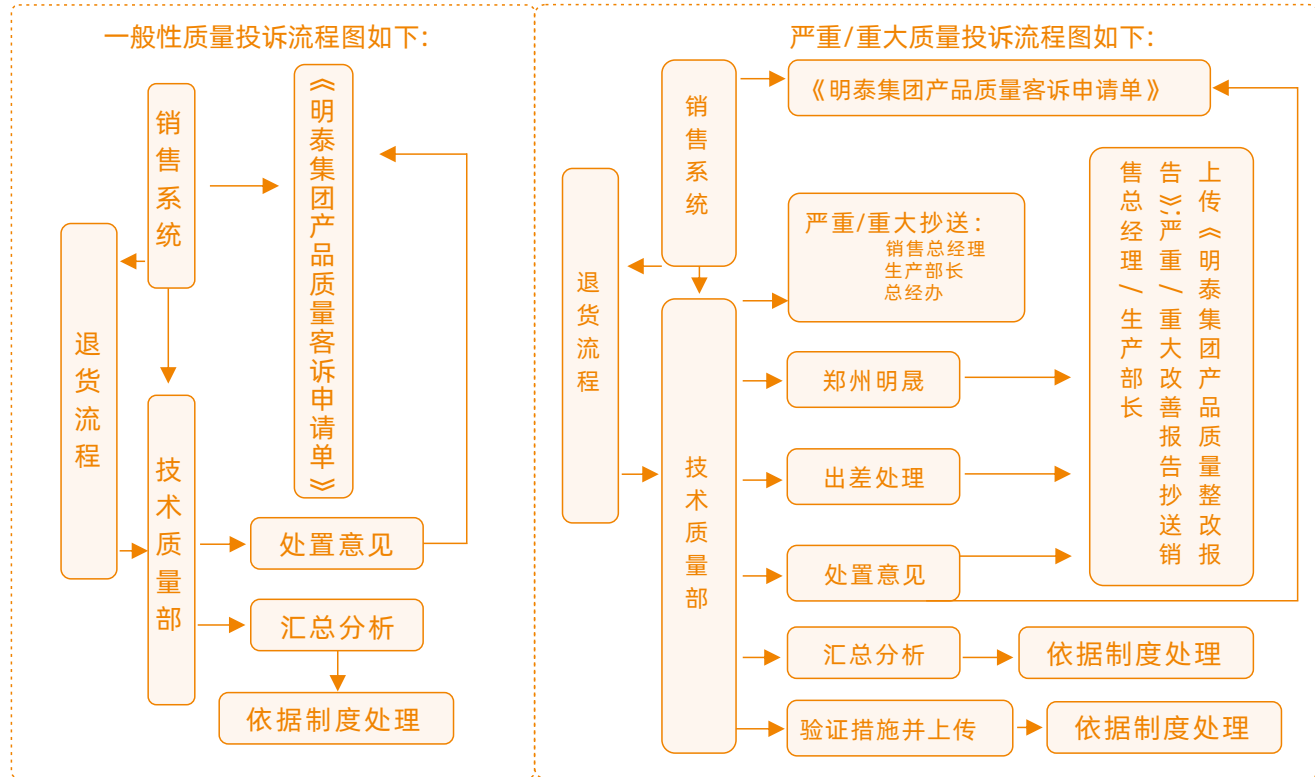 一般性质量投诉流程图如下：
销售系统
《明泰集团产品质量客诉申请单》
退货流程
技术质量部
处置意见
汇总分析
依据制度处理
严重/重大质量投诉流程图如下：
销售系统
《明泰集团产品质量客诉申请单》
退货流程
严重/重大抄送：
销售总经理
生产部长
总经办
上传《明泰集团产品质量整改报
告》；严重/重大改善报告抄送销
售总经理/生产部长
技术质量部
郑州明晟
出差处理
处置意见
汇总分析
依据制度处理
验证措施并上传
依据制度处理